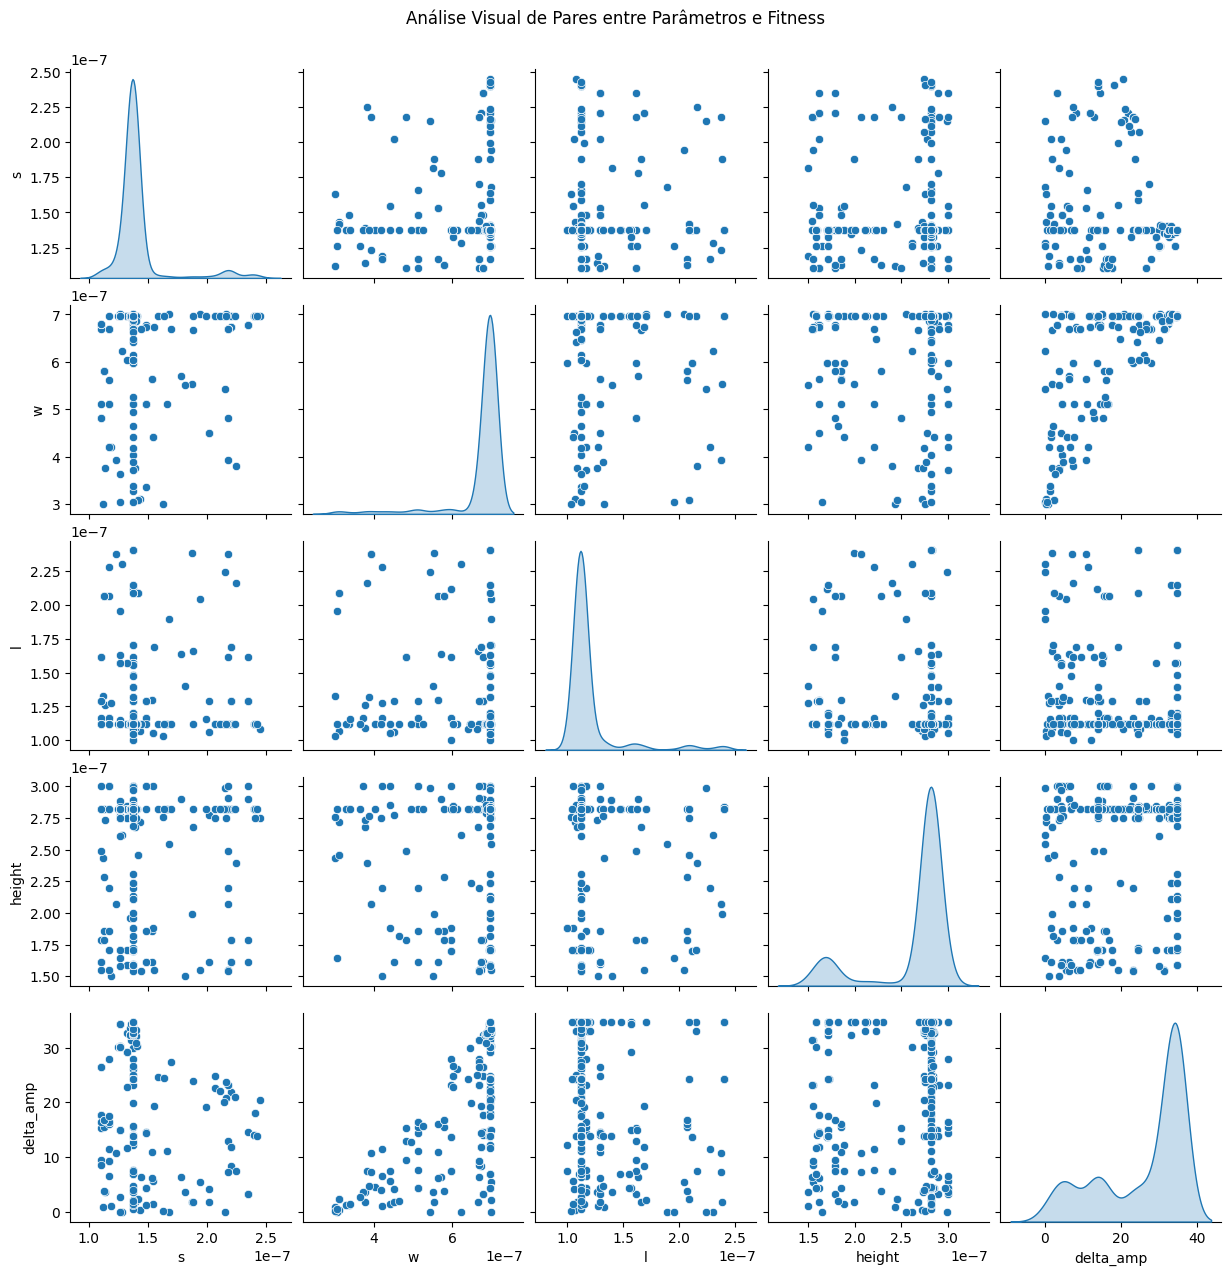 Análise Visual de Pares entre Parâmetros e Fitness
1e−7
2.50
2.25
2.00
1.75
1.50
1.25
s
1e−7
7
6
5
4
3
w
1e−7
2.25
2.00
1.75
1.50
1.25
1.00
l
1e−7
3.00
2.75
2.50
2.25
2.00
1.75
1.50
height
30
20
10
0
delta_amp
1.0 1.5 2.0 2.5 4 6 1.0 1.5 2.0 2.5 1.5 2.0 2.5 3.0 0 20 40
s 1e−7 w 1e−7 l 1e−7 height 1e−7 delta_amp